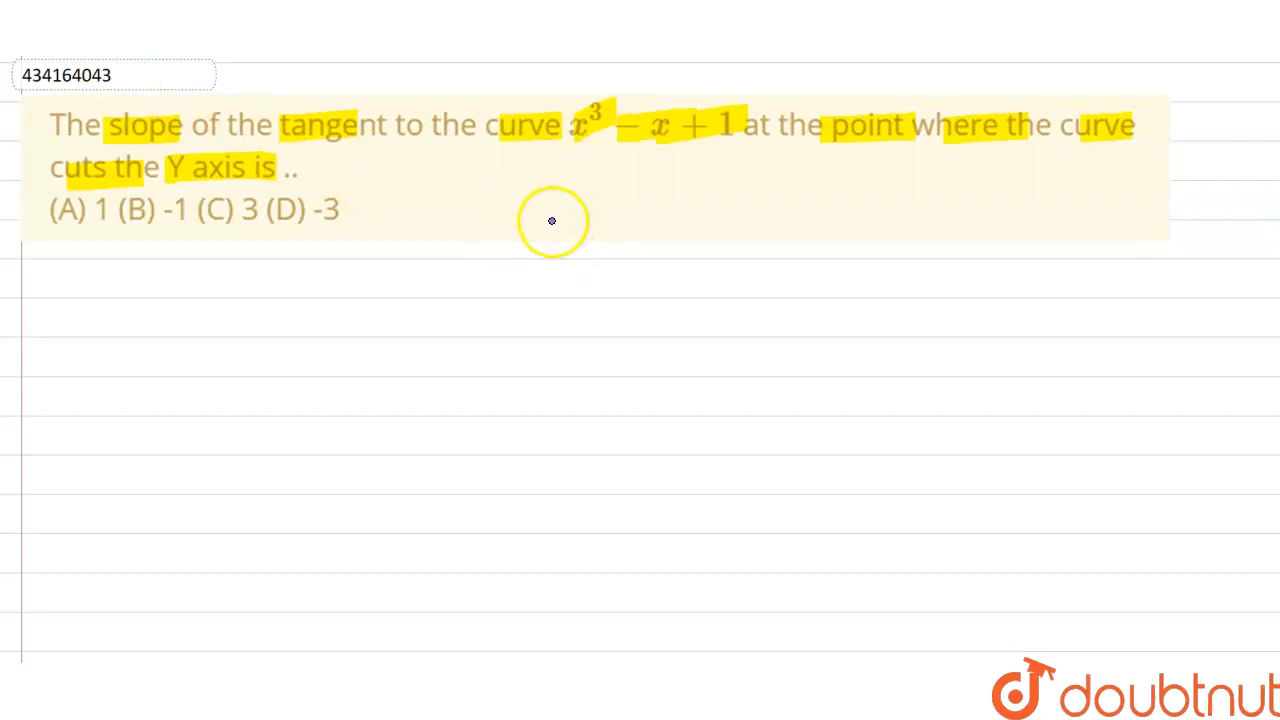 434164043
The slope of the tangent to the curve x³ − x + 1 at the point where the curve
cuts the Y axis is ..
(A) 1 (B) -1 (C) 3 (D) -3
doubtnut